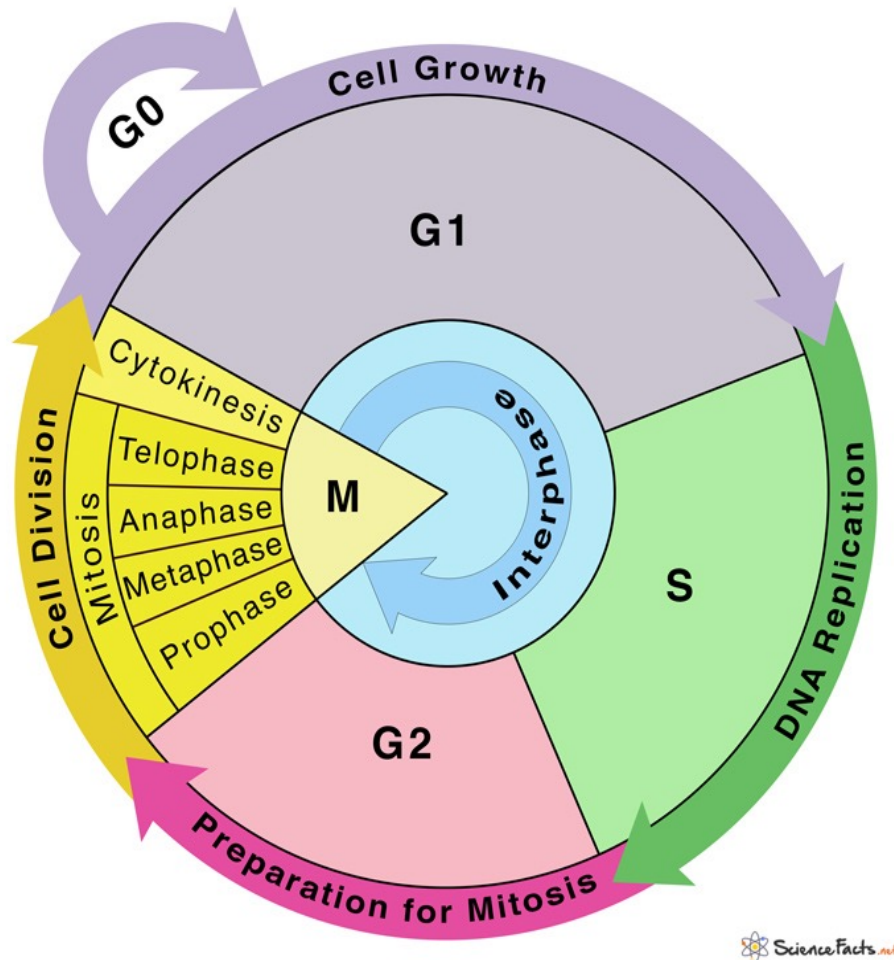 G0
Cell Growth
G1
Interphase
Cytokinesis
Telophase
Anaphase
Metaphase
Prophase
Mitosis
M
Cell Division
S
DNA Replication
G2
Preparation for Mitosis
ScienceFacts.net